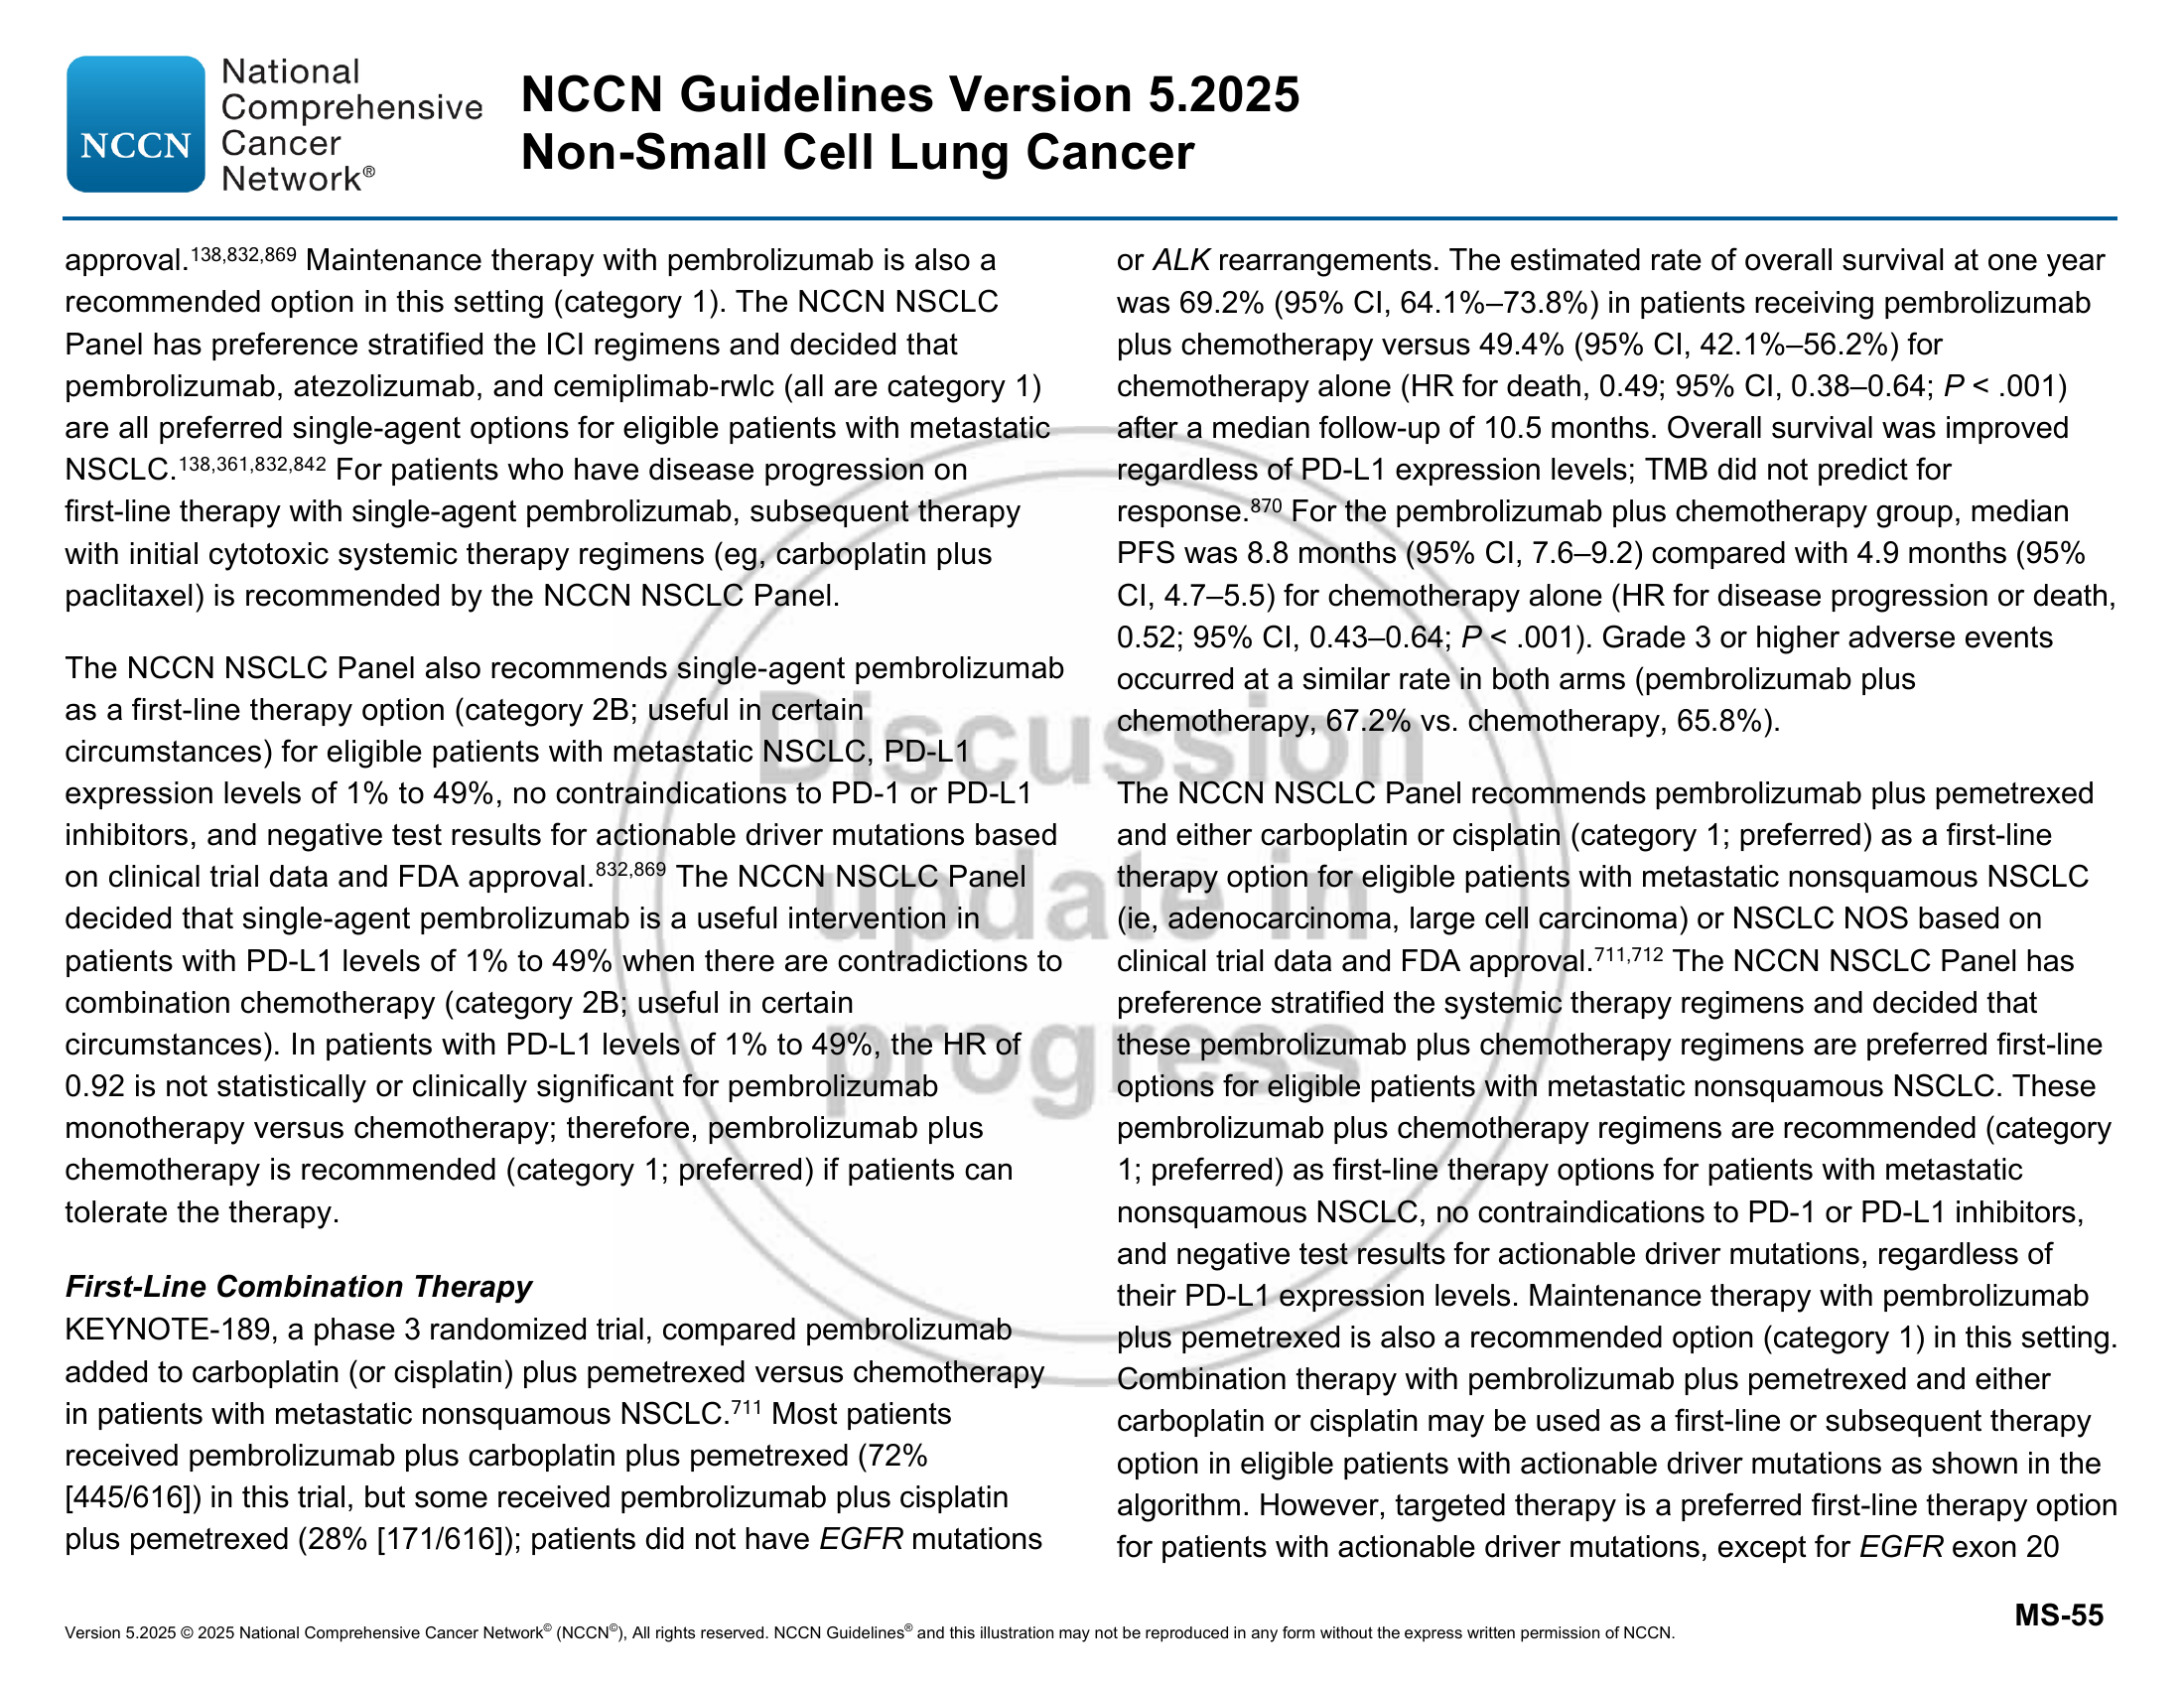 NCCN
National
Comprehensive
Cancer
Network®
NCCN Guidelines Version 5.2025
Non-Small Cell Lung Cancer
approval.138,832,869 Maintenance therapy with pembrolizumab is also a
recommended option in this setting (category 1). The NCCN NSCLC
Panel has preference stratified the ICI regimens and decided that
pembrolizumab, atezolizumab, and cemiplimab-rwlc (all are category 1)
are all preferred single-agent options for eligible patients with metastatic
NSCLC.138,361,832,842 For patients who have disease progression on
first-line therapy with single-agent pembrolizumab, subsequent therapy
with initial cytotoxic systemic therapy regimens (eg, carboplatin plus
paclitaxel) is recommended by the NCCN NSCLC Panel.
The NCCN NSCLC Panel also recommends single-agent pembrolizumab
as a first-line therapy option (category 2B; useful in certain
circumstances) for eligible patients with metastatic NSCLC, PD-L1
expression levels of 1% to 49%, no contraindications to PD-1 or PD-L1
inhibitors, and negative test results for actionable driver mutations based
on clinical trial data and FDA approval.832,869 The NCCN NSCLC Panel
decided that single-agent pembrolizumab is a useful intervention in
patients with PD-L1 levels of 1% to 49% when there are contradictions to
combination chemotherapy (category 2B; useful in certain
circumstances). In patients with PD-L1 levels of 1% to 49%, the HR of
0.92 is not statistically or clinically significant for pembrolizumab
monotherapy versus chemotherapy; therefore, pembrolizumab plus
chemotherapy is recommended (category 1; preferred) if patients can
tolerate the therapy.
First-Line Combination Therapy
KEYNOTE-189, a phase 3 randomized trial, compared pembrolizumab
added to carboplatin (or cisplatin) plus pemetrexed versus chemotherapy
in patients with metastatic nonsquamous NSCLC.711 Most patients
received pembrolizumab plus carboplatin plus pemetrexed (72%
[445/616]) in this trial, but some received pembrolizumab plus cisplatin
plus pemetrexed (28% [171/616]); patients did not have EGFR mutations
or ALK rearrangements. The estimated rate of overall survival at one year
was 69.2% (95% CI, 64.1%–73.8%) in patients receiving pembrolizumab
plus chemotherapy versus 49.4% (95% CI, 42.1%–56.2%) for
chemotherapy alone (HR for death, 0.49; 95% CI, 0.38–0.64; P < .001)
after a median follow-up of 10.5 months. Overall survival was improved
regardless of PD-L1 expression levels; TMB did not predict for
response.870 For the pembrolizumab plus chemotherapy group, median
PFS was 8.8 months (95% CI, 7.6–9.2) compared with 4.9 months (95%
CI, 4.7–5.5) for chemotherapy alone (HR for disease progression or death,
0.52; 95% CI, 0.43–0.64; P < .001). Grade 3 or higher adverse events
occurred at a similar rate in both arms (pembrolizumab plus
chemotherapy, 67.2% vs. chemotherapy, 65.8%).
The NCCN NSCLC Panel recommends pembrolizumab plus pemetrexed
and either carboplatin or cisplatin (category 1; preferred) as a first-line
therapy option for eligible patients with metastatic nonsquamous NSCLC
(ie, adenocarcinoma, large cell carcinoma) or NSCLC NOS based on
clinical trial data and FDA approval.711,712 The NCCN NSCLC Panel has
preference stratified the systemic therapy regimens and decided that
these pembrolizumab plus chemotherapy regimens are preferred first-line
options for eligible patients with metastatic nonsquamous NSCLC. These
pembrolizumab plus chemotherapy regimens are recommended (category
1; preferred) as first-line therapy options for patients with metastatic
nonsquamous NSCLC, no contraindications to PD-1 or PD-L1 inhibitors,
and negative test results for actionable driver mutations, regardless of
their PD-L1 expression levels. Maintenance therapy with pembrolizumab
plus pemetrexed is also a recommended option (category 1) in this setting.
Combination therapy with pembrolizumab plus pemetrexed and either
carboplatin or cisplatin may be used as a first-line or subsequent therapy
option in eligible patients with actionable driver mutations as shown in the
algorithm. However, targeted therapy is a preferred first-line therapy option
for patients with actionable driver mutations, except for EGFR exon 20
Discussion
update in
progress
MS-55
Version 5.2025 © 2025 National Comprehensive Cancer Network© (NCCN©), All rights reserved. NCCN Guidelines® and this illustration may not be reproduced in any form without the express written permission of NCCN.